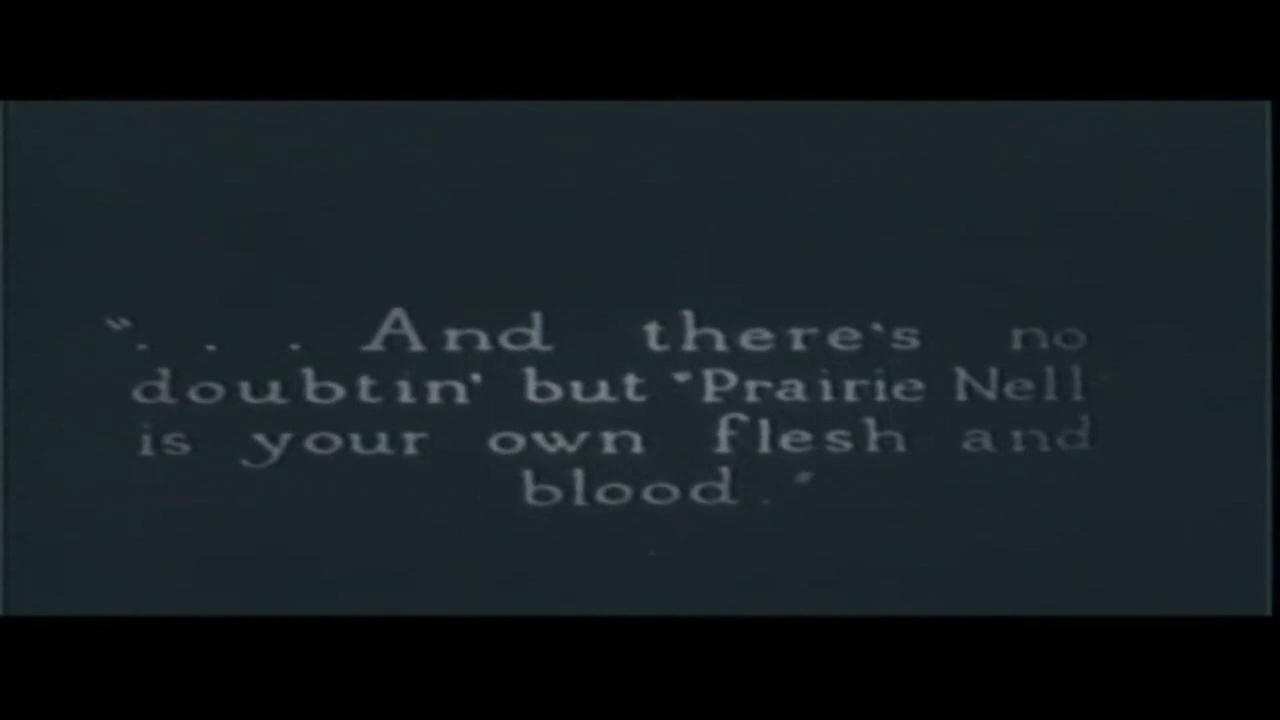 ". . . And there's no
doubtin' but "Prairie Nell"
is your own flesh and
blood."